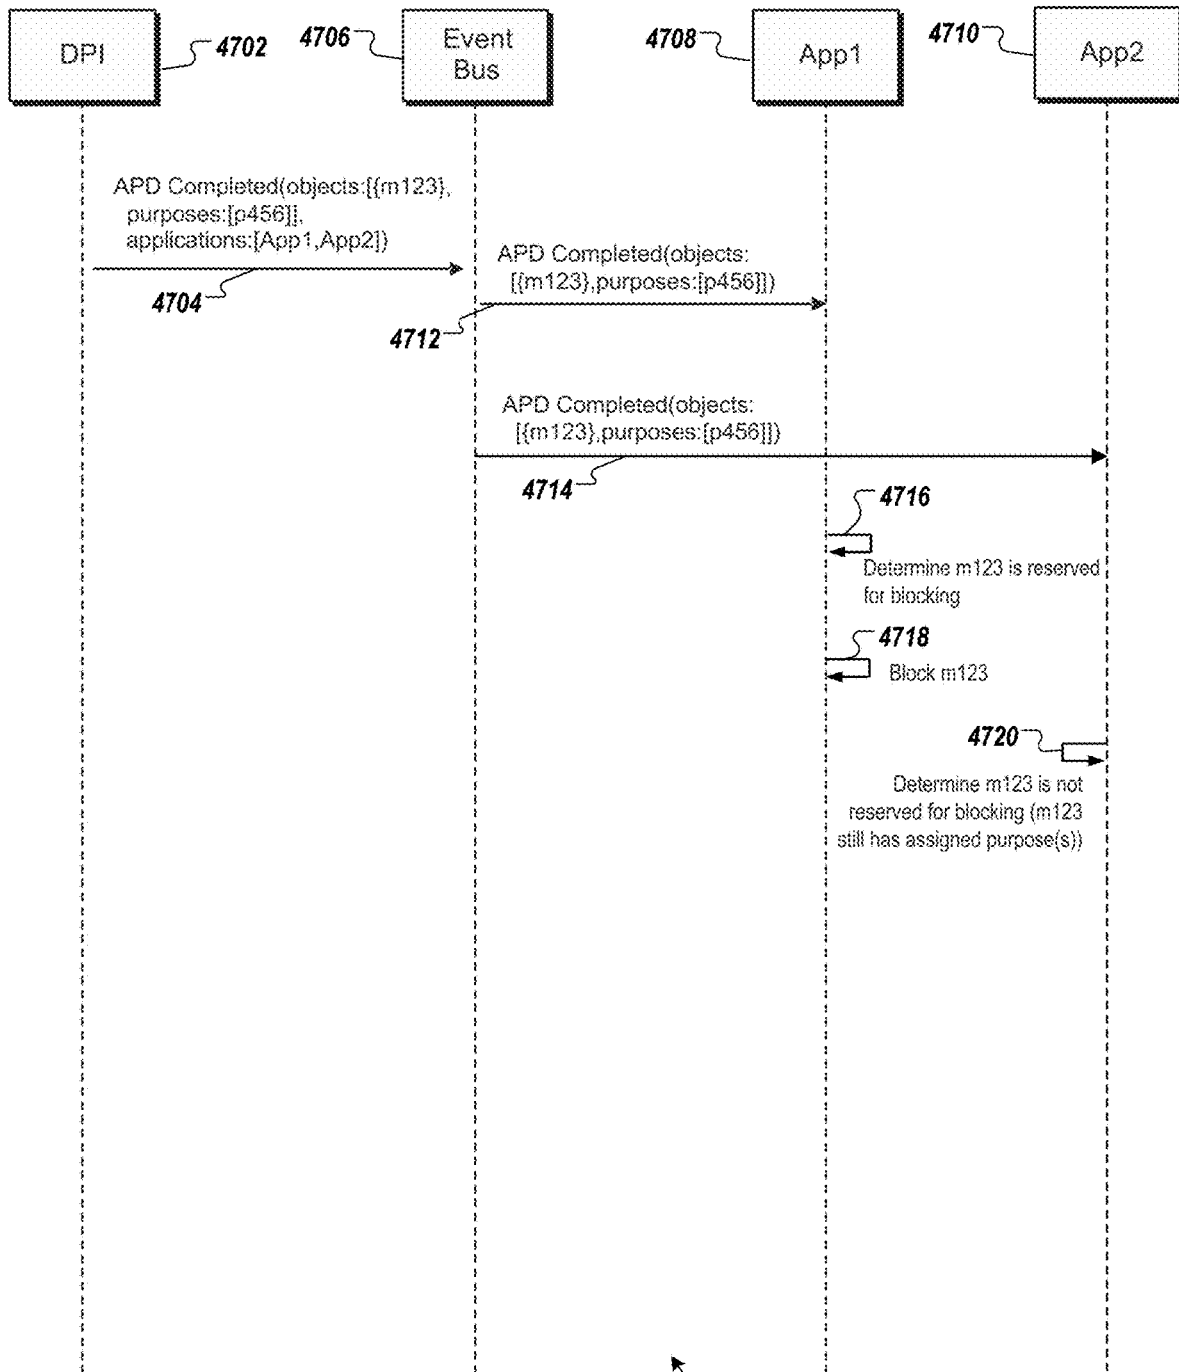 DPI
4702
4706
Event
Bus
4708
App1
4710
App2
APD Completed(objects:[{m123},
purposes:[p456]],
applications:[App1,App2])
4704
APD Completed(objects:
[{m123},purposes:[p456]])
4712
APD Completed(objects:
[{m123},purposes:[p456]])
4714
4716
Determine m123 is reserved
for blocking
4718
Block m123
4720
Determine m123 is not
reserved for blocking (m123
still has assigned purpose(s))